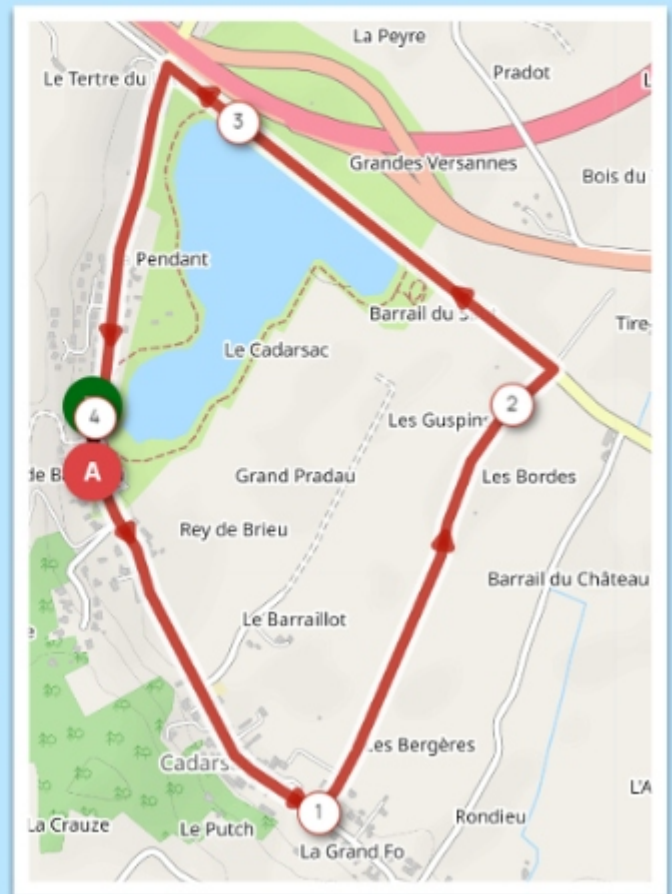 La Peyre
Le Tertre du
Pradot
L
3
Grandes Versannes
Bois du
Pendant
Barrail du
Tire
Le Cadarsac
2
4
Les Guspins
de B
A
Grand Pradau
Les Bordes
Rey de Brieu
Barrail du Château
e
Le Barraillot
Les Bergères
Cadars
L'A
1
La Crauze
Le Putch
Rondieu
La Grand Fo